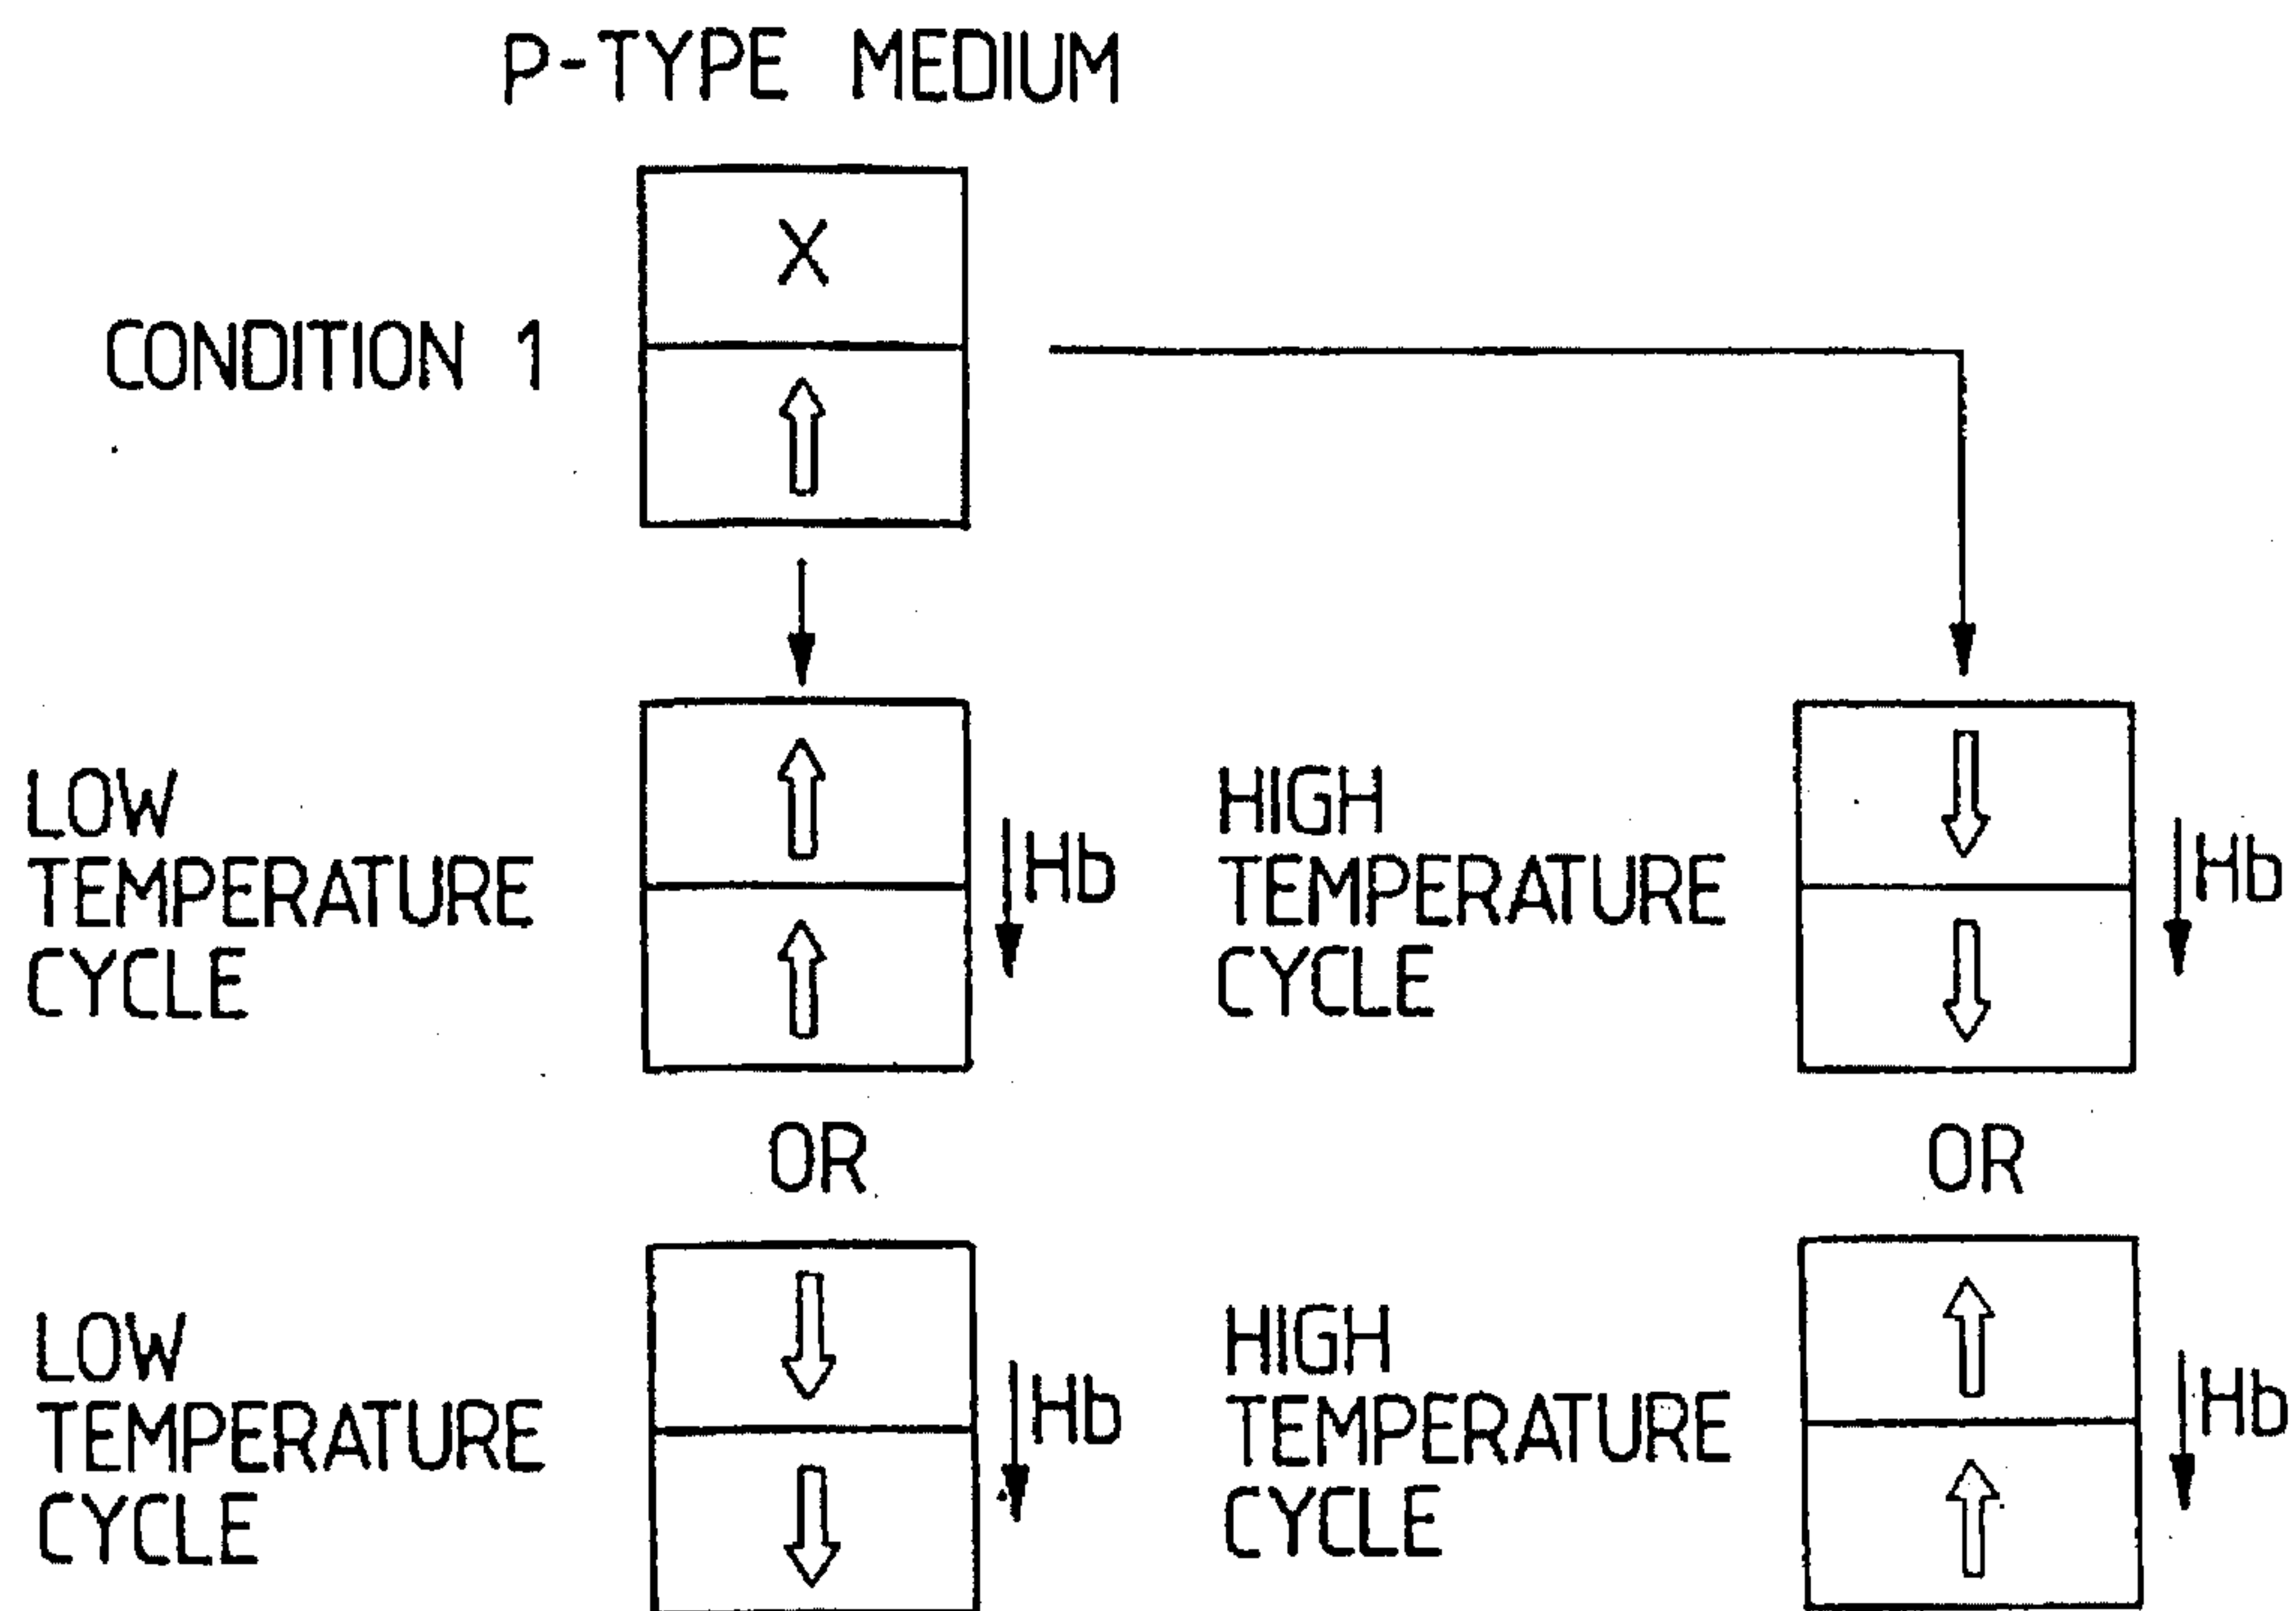 P-TYPE MEDIUM
X
CONDITION 1
LOW
TEMPERATURE
CYCLE
Hb
HIGH
TEMPERATURE
CYCLE
Hb
OR
OR
LOW
TEMPERATURE
CYCLE
Hb
HIGH
TEMPERATURE
CYCLE
Hb